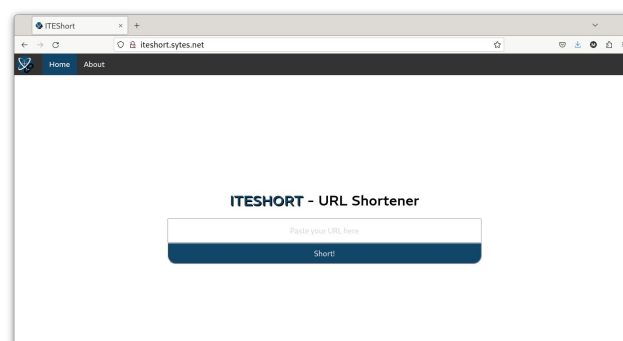 ITEShort
iteshort.sytes.net
Home About
ITESHORT - URL Shortener
Paste your URL here
Short!